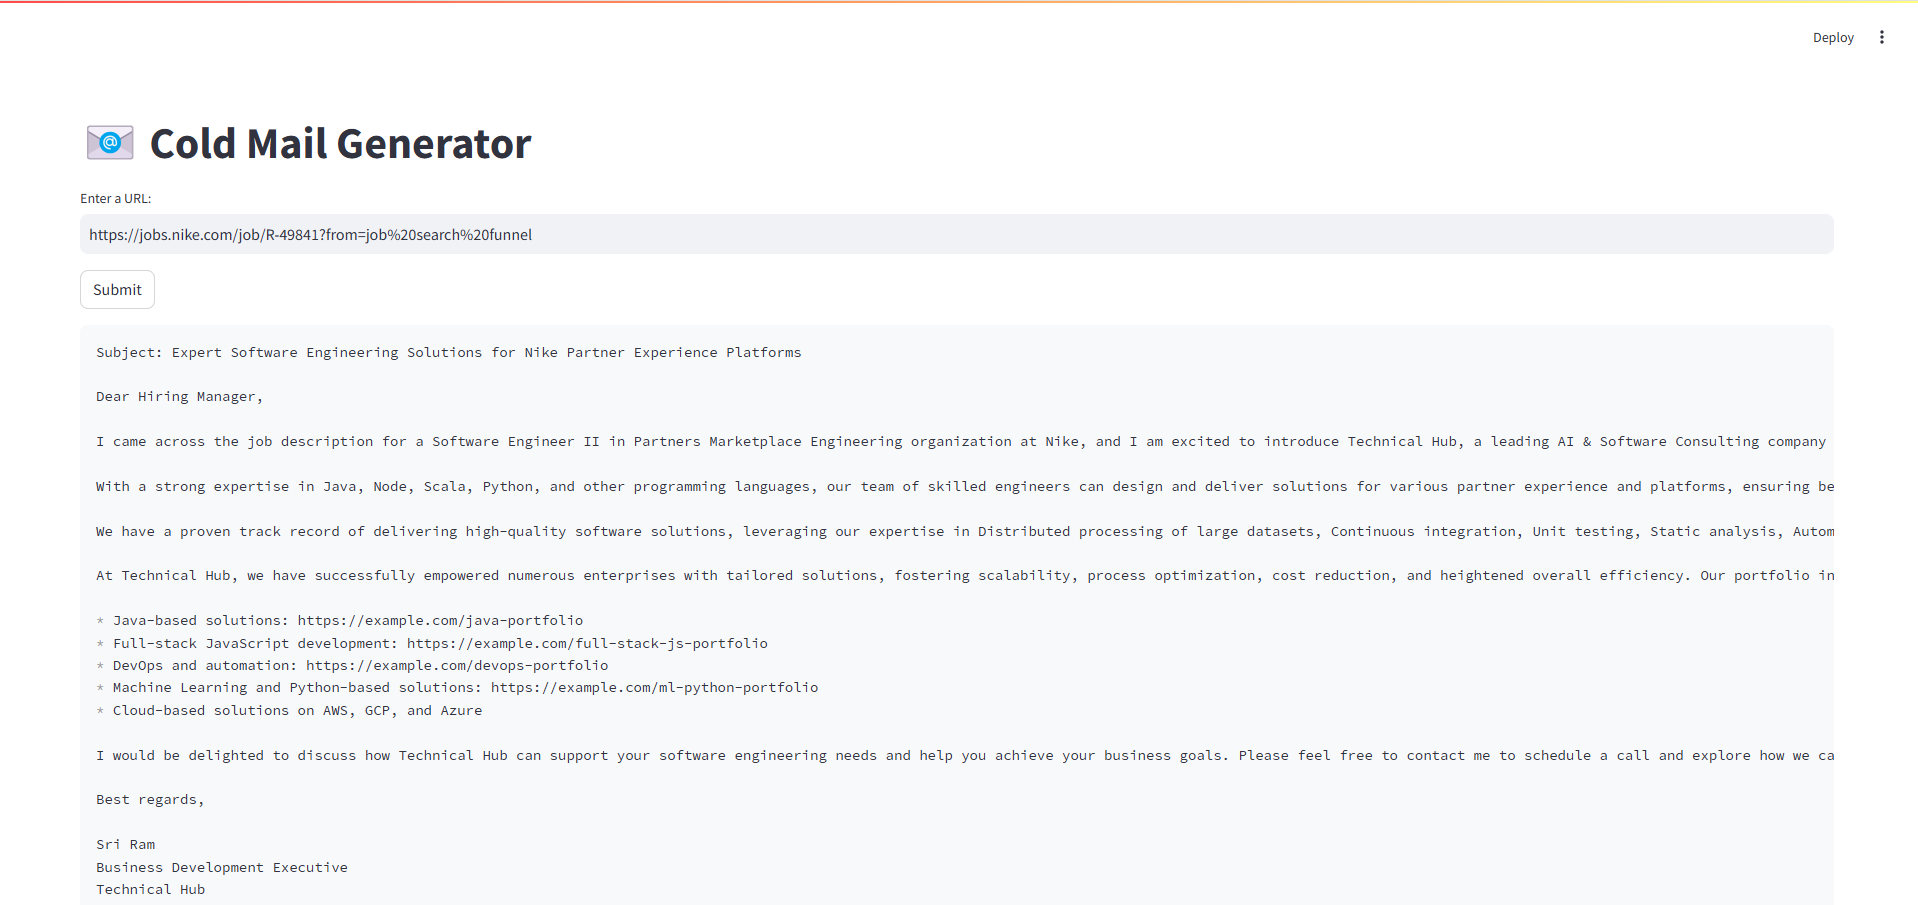 Deploy
Cold Mail Generator
Enter a URL:
https://jobs.nike.com/job/R-49841?from=job%20search%20funnel
Submit
Subject: Expert Software Engineering Solutions for Nike Partner Experience Platforms
Dear Hiring Manager,
I came across the job description for a Software Engineer II in Partners Marketplace Engineering organization at Nike, and I am excited to introduce Technical Hub, a leading AI & Software Consulting company
With a strong expertise in Java, Node, Scala, Python, and other programming languages, our team of skilled engineers can design and deliver solutions for various partner experience and platforms, ensuring be
We have a proven track record of delivering high-quality software solutions, leveraging our expertise in Distributed processing of large datasets, Continuous integration, Unit testing, Static analysis, Autom
At Technical Hub, we have successfully empowered numerous enterprises with tailored solutions, fostering scalability, process optimization, cost reduction, and heightened overall efficiency. Our portfolio in
* Java-based solutions: https://example.com/java-portfolio
* Full-stack JavaScript development: https://example.com/full-stack-js-portfolio
* DevOps and automation: https://example.com/devops-portfolio
* Machine Learning and Python-based solutions: https://example.com/ml-python-portfolio
* Cloud-based solutions on AWS, GCP, and Azure
I would be delighted to discuss how Technical Hub can support your software engineering needs and help you achieve your business goals. Please feel free to contact me to schedule a call and explore how we ca
Best regards,
Sri Ram
Business Development Executive
Technical Hub